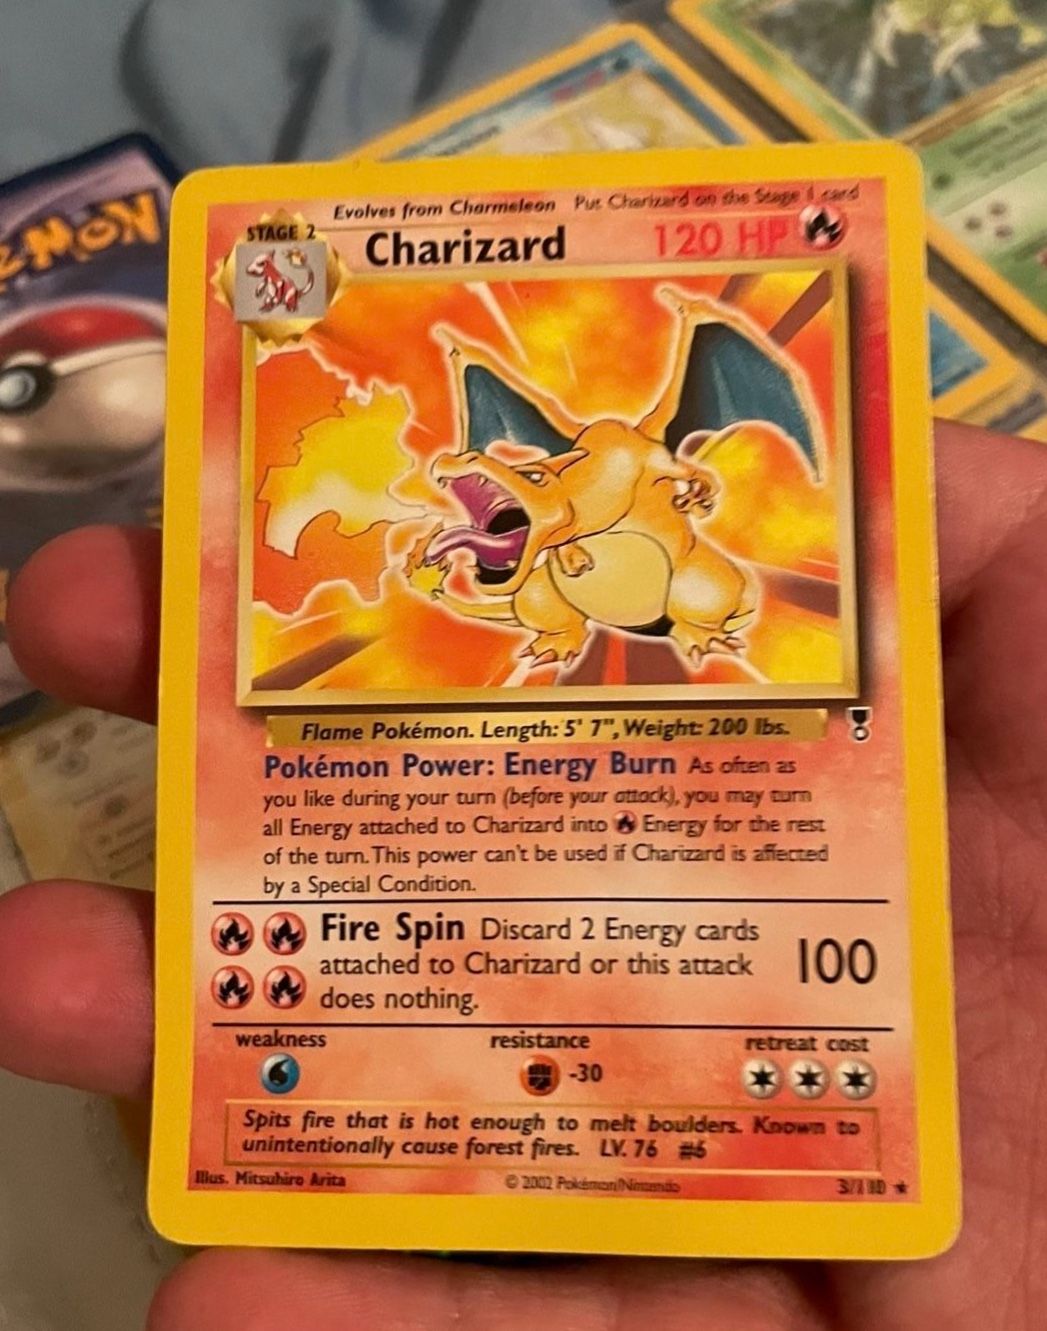 EMON
Evolves from Charmeleon Put Charizard on the Stage 1 card
STAGE 2
Charizard 120 HP
Flame Pokémon. Length: 5' 7", Weight: 200 lbs.
Pokémon Power: Energy Burn As often as
you like during your turn (before your attack), you may turn
all Energy attached to Charizard into Energy for the rest
of the turn. This power can't be used if Charizard is affected
by a Special Condition.
Fire Spin Discard 2 Energy cards
attached to Charizard or this attack
does nothing.
100
weakness resistance retreat cost
-30
Spits fire that is hot enough to melt boulders. Known to
unintentionally cause forest fires. LV. 76 #6
Illus. Mitsuhiro Arita © 2002 Pokémon/Nintendo 3/110